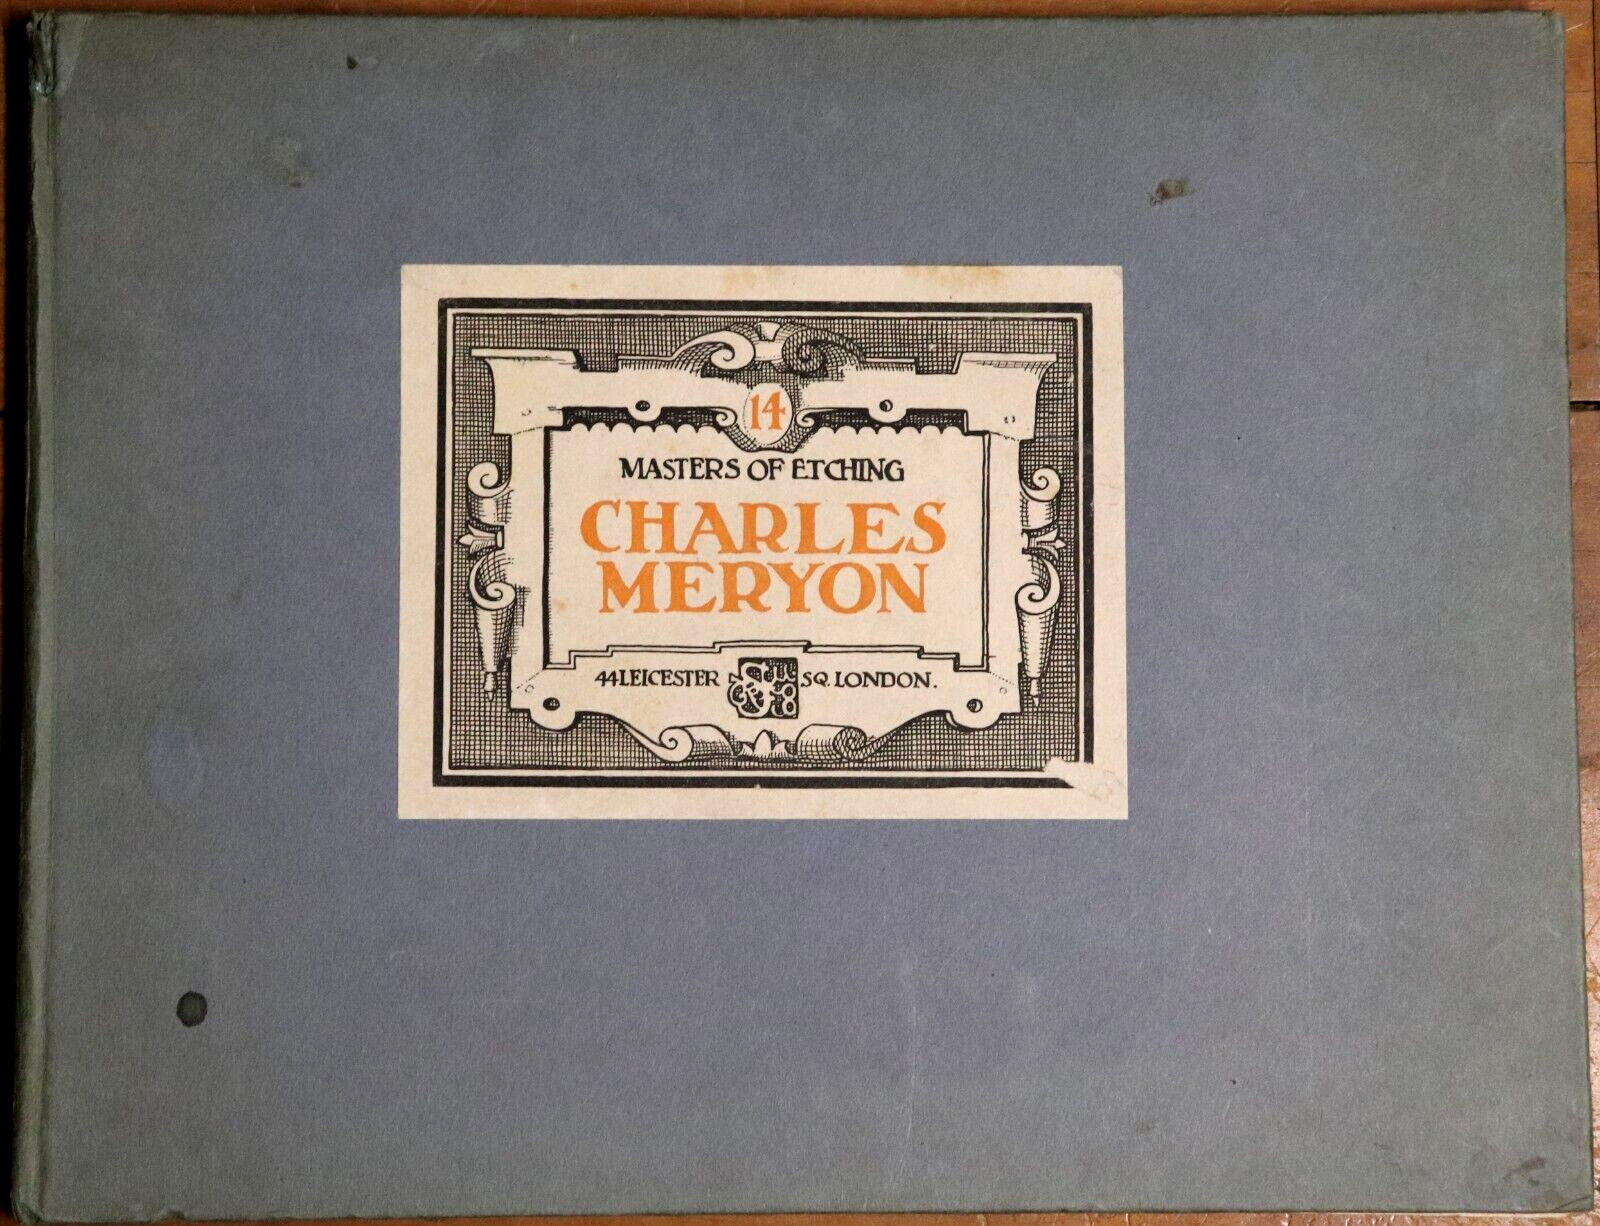 14
MASTERS OF ETCHING
CHARLES
MERYON
44 LEICESTER SQ. LONDON.